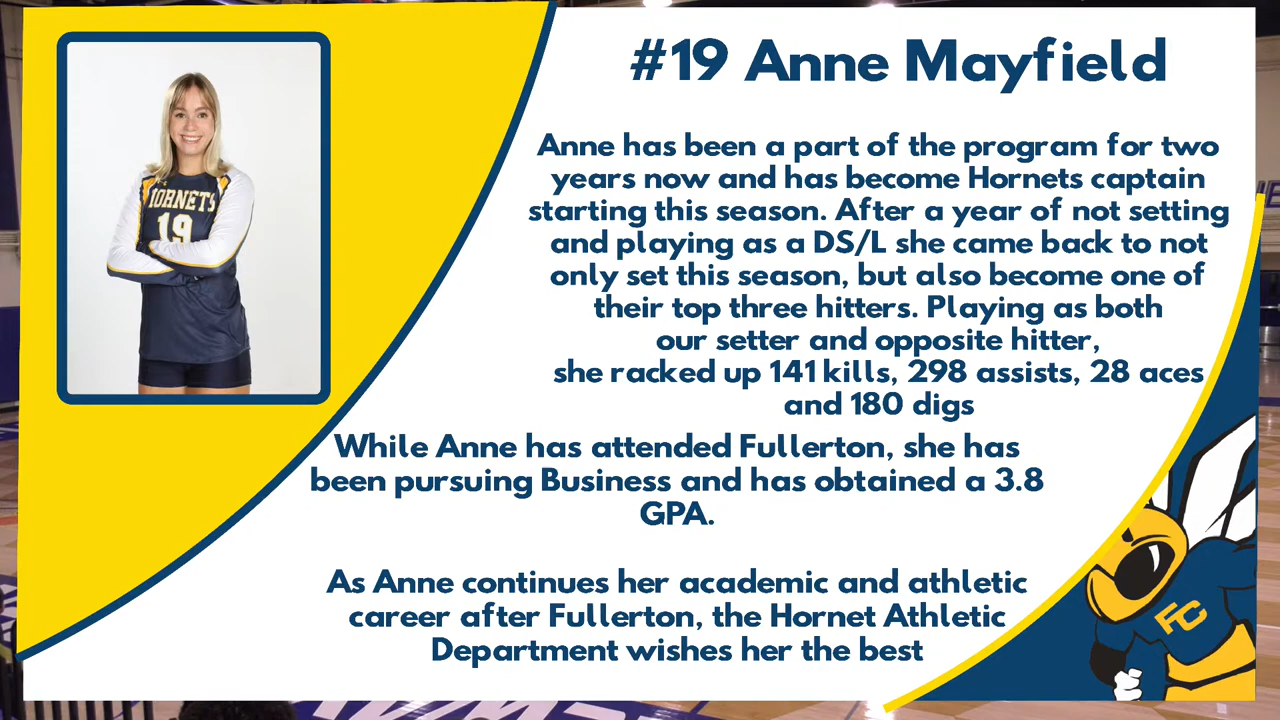 #19 Anne Mayfield
Anne has been a part of the program for two
years now and has become Hornets captain
starting this season. After a year of not setting
and playing as a DS/L she came back to not
only set this season, but also become one of
their top three hitters. Playing as both
our setter and opposite hitter,
she racked up 141 kills, 298 assists, 28 aces
and 180 digs
While Anne has attended Fullerton, she has
been pursuing Business and has obtained a 3.8
GPA.
As Anne continues her academic and athletic
career after Fullerton, the Hornet Athletic
Department wishes her the best
HORNETS
19
FC